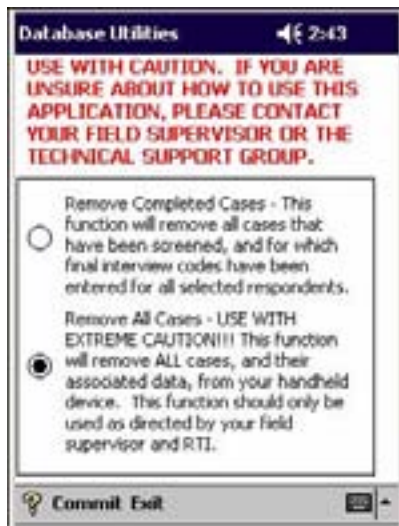 Database Utilities 2:43
USE WITH CAUTION. IF YOU ARE
UNSURE ABOUT HOW TO USE THIS
APPLICATION, PLEASE CONTACT
YOUR FIELD SUPERVISOR OR THE
TECHNICAL SUPPORT GROUP.
Remove Completed Cases - This
function will remove all cases that
have been screened, and for which
final interview codes have been
entered for all selected respondents.
Remove All Cases - USE WITH
EXTREME CAUTION!!! This function
will remove ALL cases, and their
associated data, from your handheld
device. This function should only be
used as directed by your field
supervisor and RTI.
Commit Exit